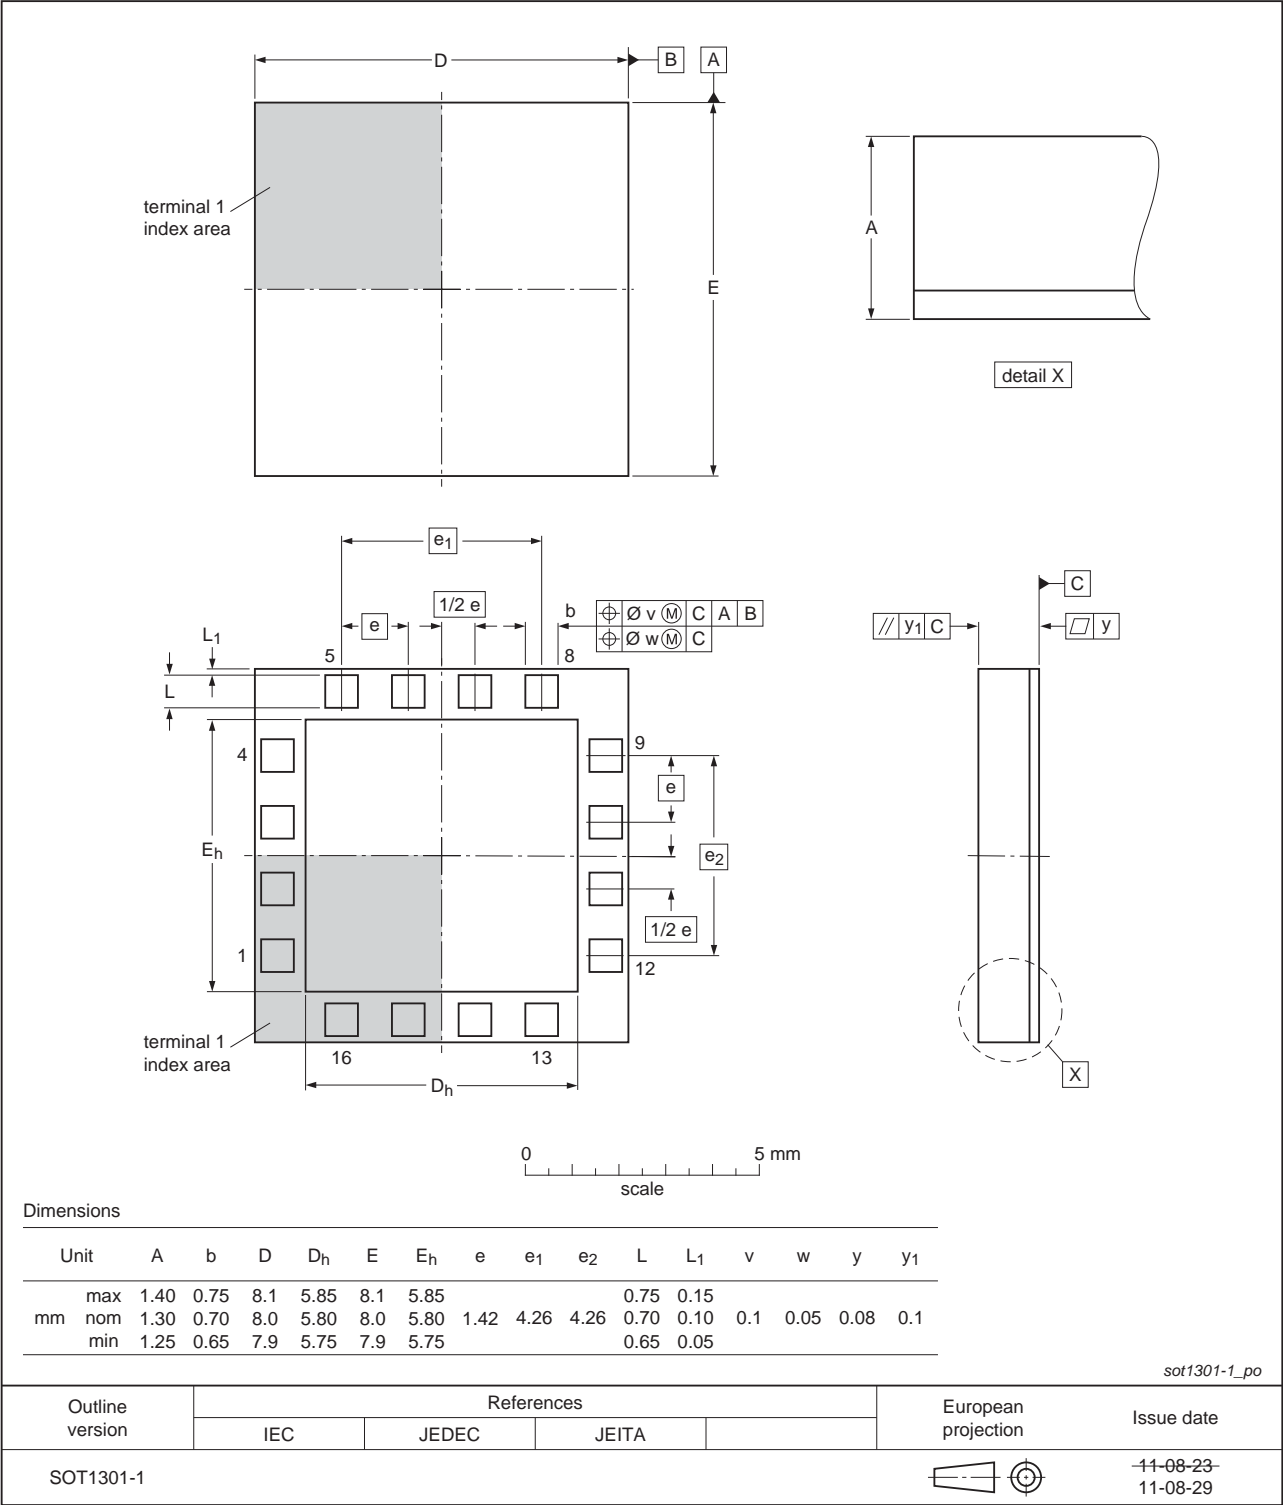 D
B
A
terminal 1
index area
E
A
detail X
e1
1/2 e
e
b
Ø v Ⓜ C A B
Ø w Ⓜ C
L1
L
5
8
4
9
e
Eh
e2
1/2 e
1
12
terminal 1
index area
16
13
Dh
// y1 C
C
y
X
0
5 mm
scale
Dimensions
Unit A b D Dh E Eh e e1 e2 L L1 v w y y1
max 1.40 0.75 8.1 5.85 8.1 5.85 0.75 0.15
mm nom 1.30 0.70 8.0 5.80 8.0 5.80 1.42 4.26 4.26 0.70 0.10 0.1 0.05 0.08 0.1
min 1.25 0.65 7.9 5.75 7.9 5.75 0.65 0.05
sot1301-1_po
Outline
version
References
IEC JEDEC JEITA
European
projection
Issue date
SOT1301-1
11-08-23
11-08-29